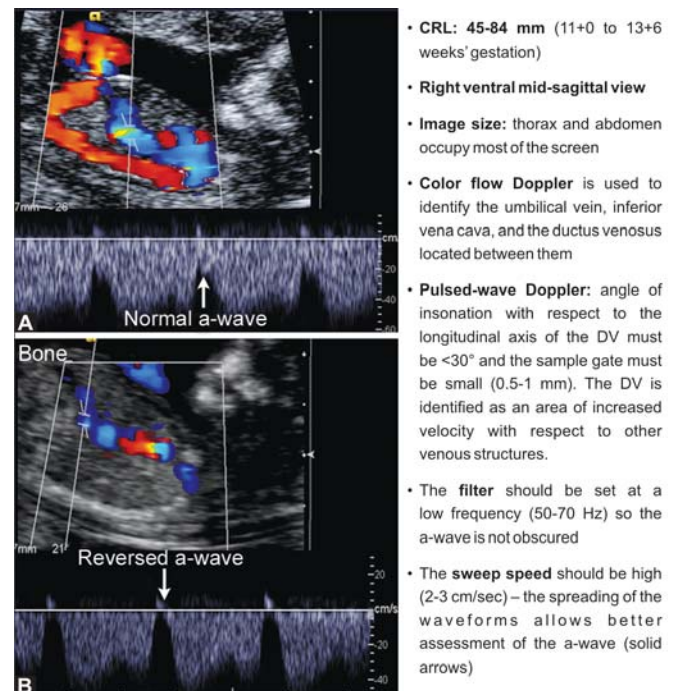 7mm 26
cm/s
-20
-40
-60
A
Normal a-wave
Bone
7mm 21
Reversed a-wave
20
cm/s
-20
-40
B
• CRL: 45-84 mm (11+0 to 13+6
weeks' gestation)
• Right ventral mid-sagittal view
• Image size: thorax and abdomen
occupy most of the screen
• Color flow Doppler is used to
identify the umbilical vein, inferior
vena cava, and the ductus venosus
located between them
• Pulsed-wave Doppler: angle of
insonation with respect to the
longitudinal axis of the DV must
be <30° and the sample gate must
be small (0.5-1 mm). The DV is
identified as an area of increased
velocity with respect to other
venous structures.
• The filter should be set at a
low frequency (50-70 Hz) so the
a-wave is not obscured
• The sweep speed should be high
(2-3 cm/sec) – the spreading of the
waveforms allows better
assessment of the a-wave (solid
arrows)